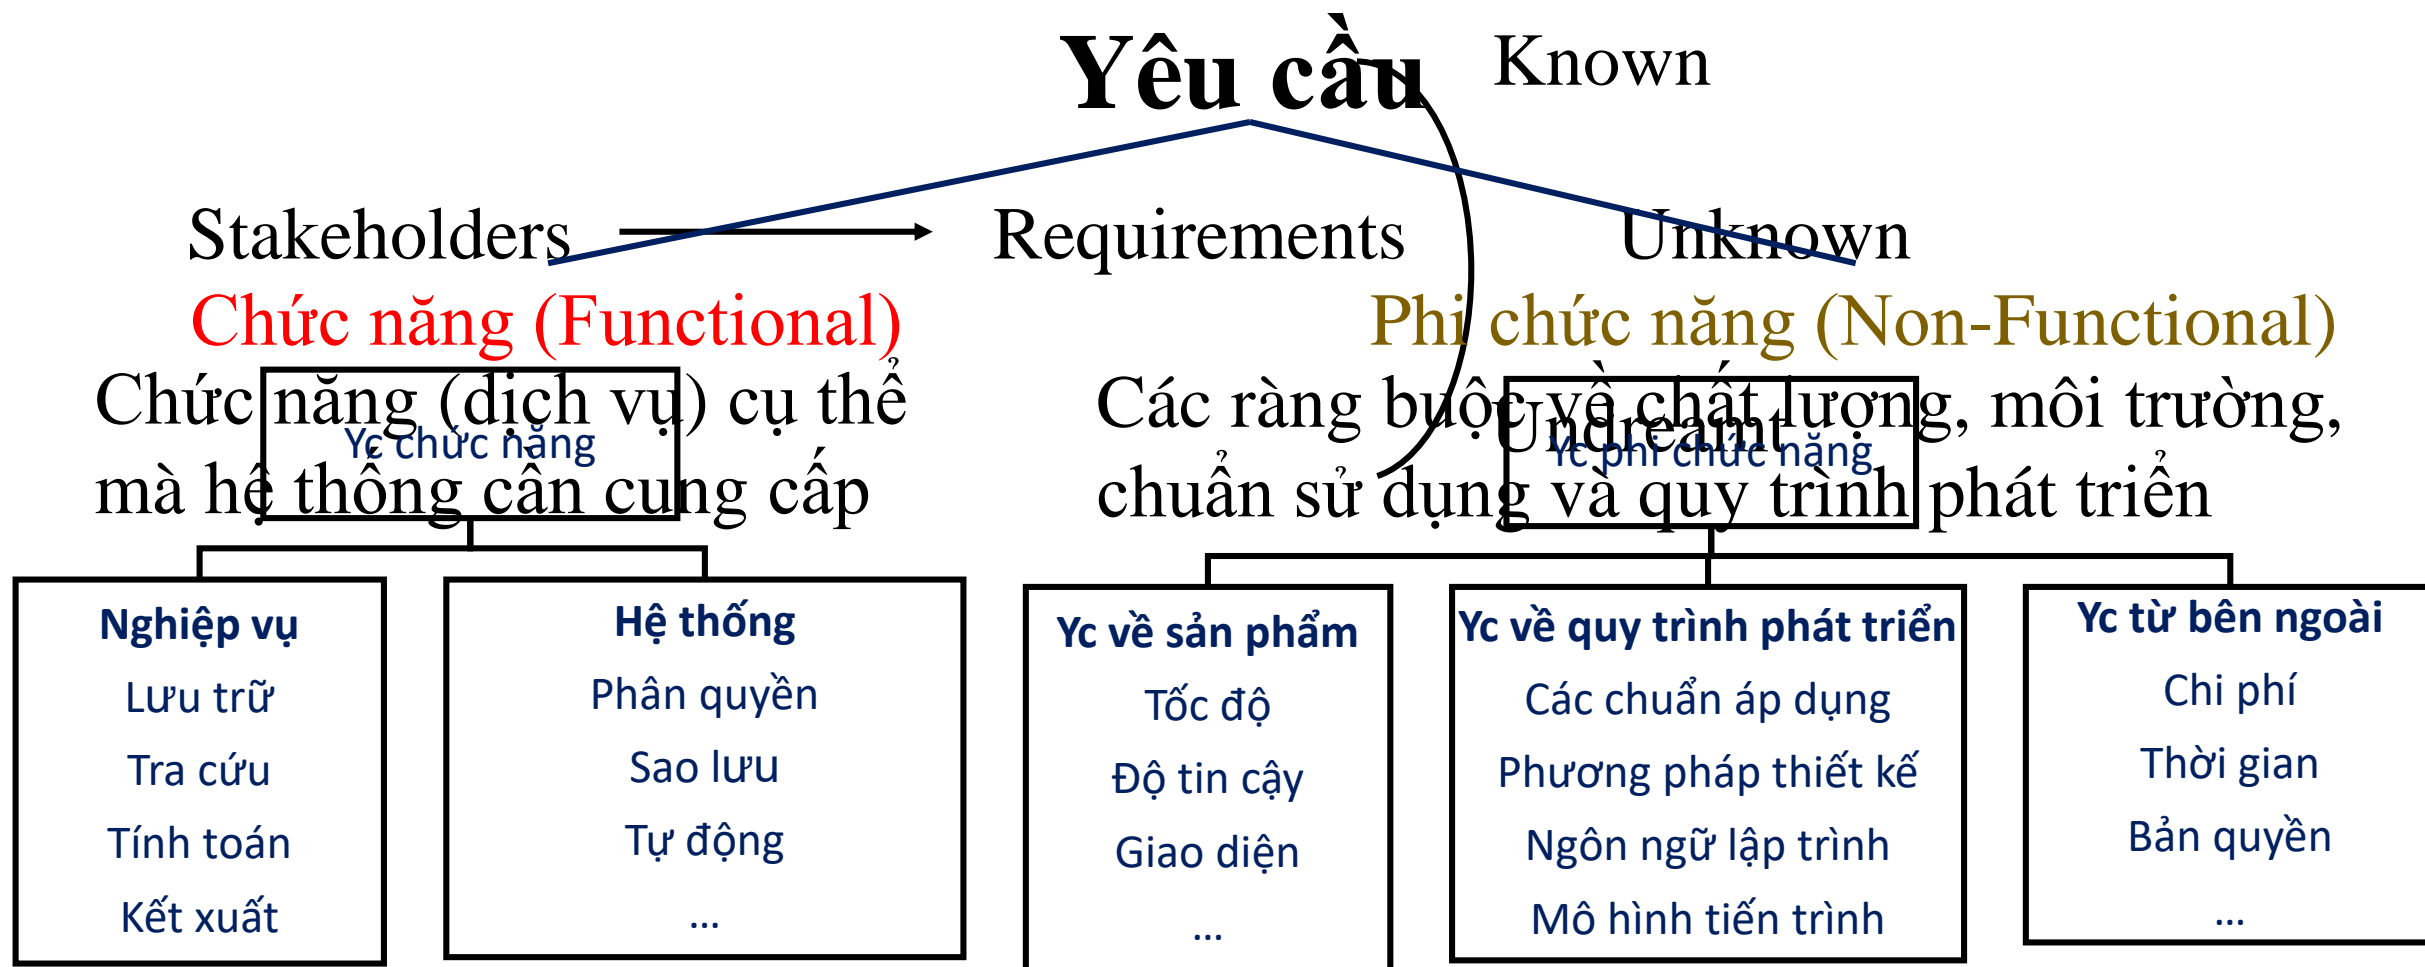 Yêu cầu
Known
Stakeholders
Requirements
Unknown
Chức năng (Functional)
Phi chức năng (Non-Functional)
Chức năng (dịch vụ) cụ thể
mà hệ thống cần cung cấp
Các ràng buộc về chất lượng, môi trường,
chuẩn sử dụng và quy trình phát triển
Undreamt
Yc chức năng
Yc phi chức năng
Nghiệp vụ
Lưu trữ
Tra cứu
Tính toán
Kết xuất
Hệ thống
Phân quyền
Sao lưu
Tự động
...
Yc về sản phẩm
Tốc độ
Độ tin cậy
Giao diện
...
Yc về quy trình phát triển
Các chuẩn áp dụng
Phương pháp thiết kế
Ngôn ngữ lập trình
Mô hình tiến trình
Yc từ bên ngoài
Chi phí
Thời gian
Bản quyền
...